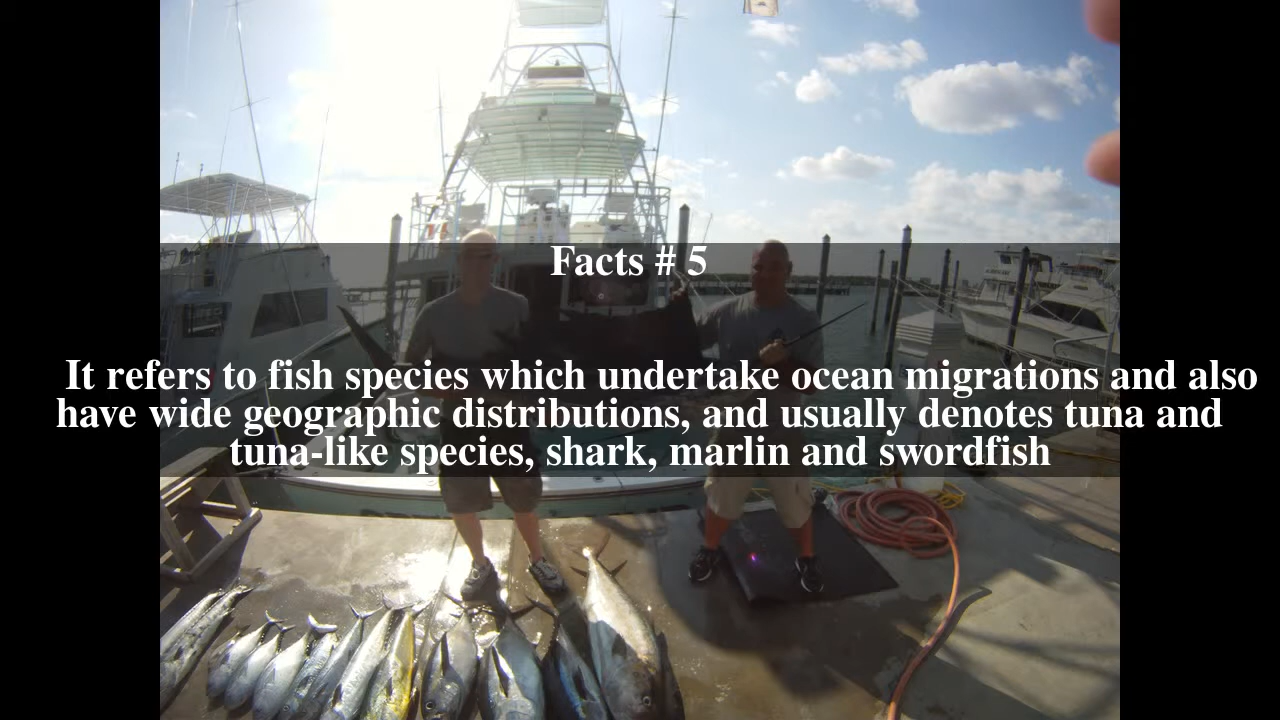 Facts # 5
It refers to fish species which undertake ocean migrations and also
have wide geographic distributions, and usually denotes tuna and
tuna-like species, shark, marlin and swordfish